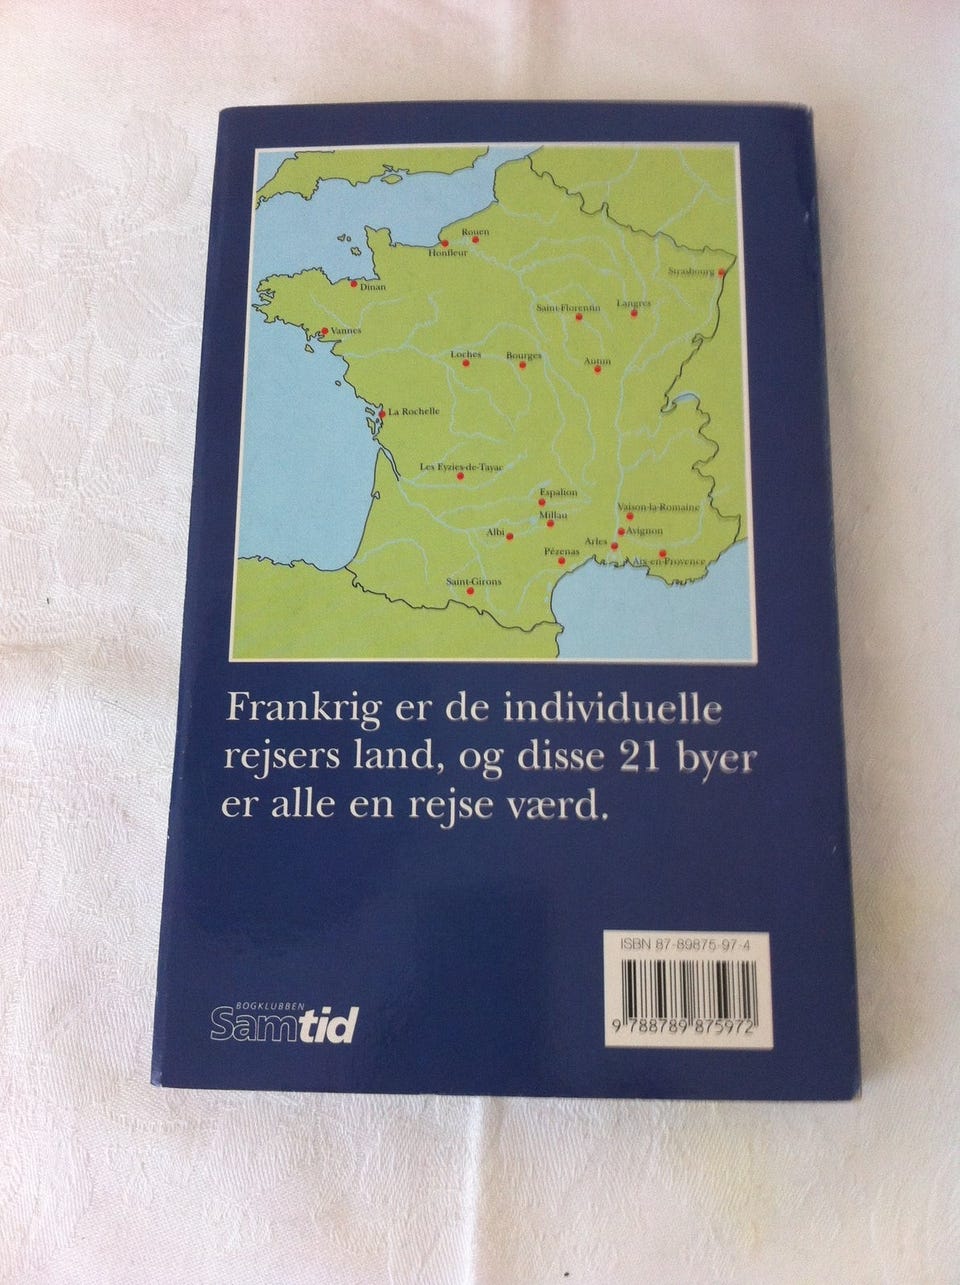 Rouen
Honfleur
Strasbourg
Dinan
Saint-Florentin
Langres
Vannes
Loches
Bourges
Autun
La Rochelle
Les Eyzies-de-Tayac
Espalion
Vaison-la-Romaine
Millau
Albi
Avignon
Arles
Pézenas
Aix-en-Provence
Saint-Girons
Frankrig er de individuelle
rejsers land, og disse 21 byer
er alle en rejse værd.
ISBN 87-89875-97-4
9 788789 875972
BOGKLUBBEN
Samtid